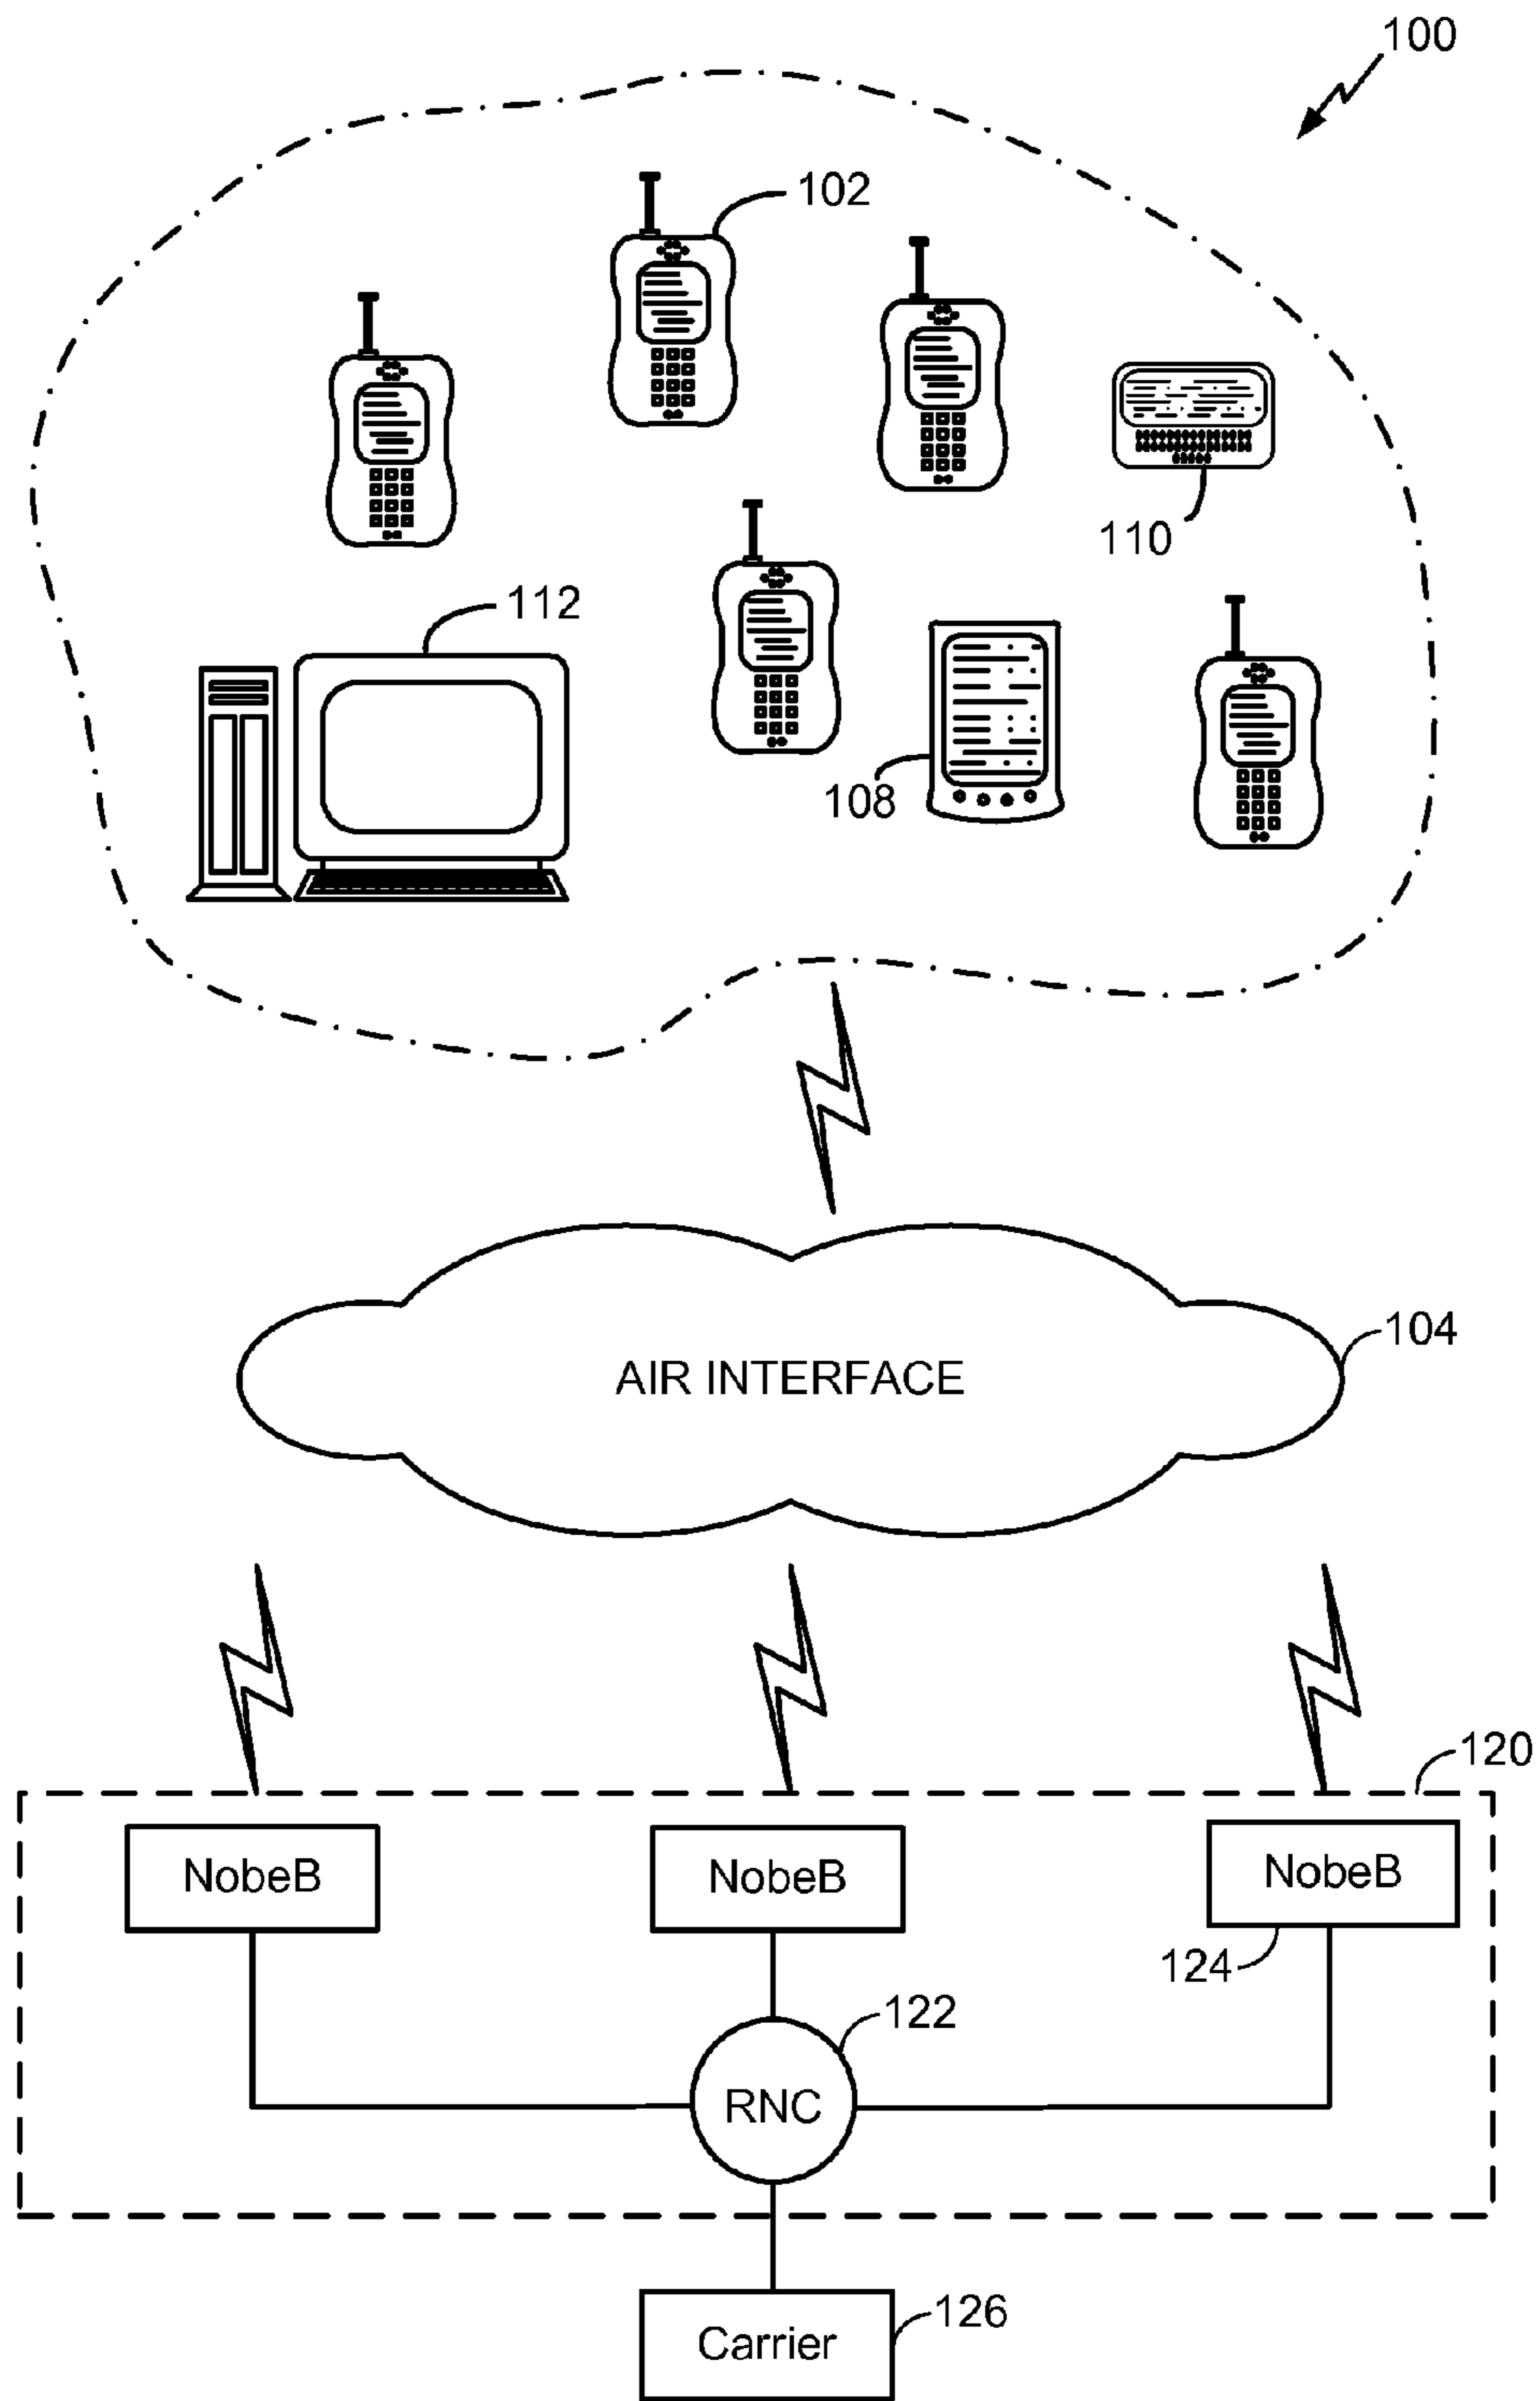 100
102
110
112
108
AIR INTERFACE
104
120
NobeB
NobeB
NobeB
124
122
RNC
126
Carrier